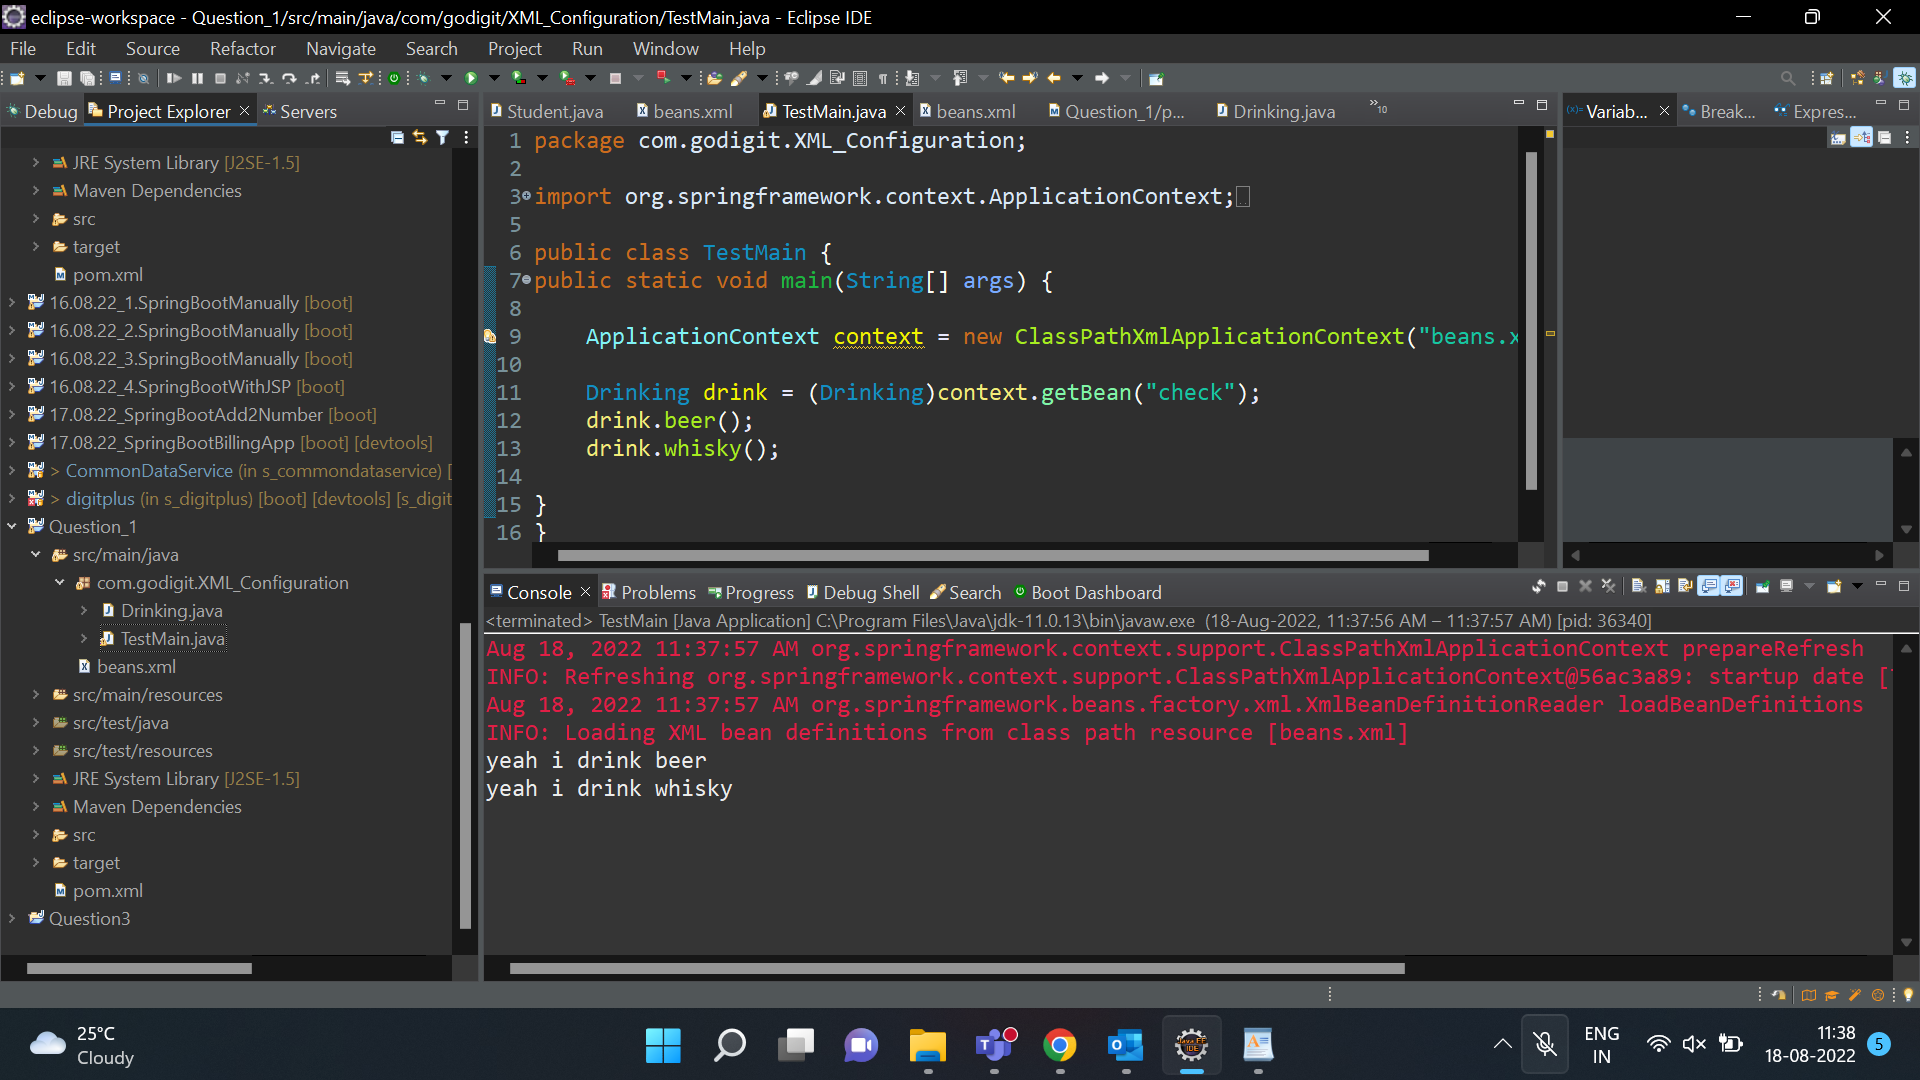 eclipse-workspace - Question_1/src/main/java/com/godigit/XML_Configuration/TestMain.java - Eclipse IDE
File Edit Source Refactor Navigate Search Project Run Window Help
Debug Project Explorer Servers
JRE System Library [J2SE-1.5]
Maven Dependencies
src
target
pom.xml
16.08.22_1.SpringBootManually [boot]
16.08.22_2.SpringBootManually [boot]
16.08.22_3.SpringBootManually [boot]
16.08.22_4.SpringBootWithJSP [boot]
17.08.22_SpringBootAdd2Number [boot]
17.08.22_SpringBootBillingApp [boot] [devtools]
> CommonDataService (in s_commondataservice) [
> digitplus (in s_digitplus) [boot] [devtools] [s_digit
Question_1
src/main/java
com.godigit.XML_Configuration
Drinking.java
TestMain.java
beans.xml
src/main/resources
src/test/java
src/test/resources
JRE System Library [J2SE-1.5]
Maven Dependencies
src
target
pom.xml
Question3
Student.java beans.xml TestMain.java beans.xml Question_1/p... Drinking.java »10
1 package com.godigit.XML_Configuration;
2
3 import org.springframework.context.ApplicationContext;
5
6 public class TestMain {
7 public static void main(String[] args) {
8
9 ApplicationContext context = new ClassPathXmlApplicationContext("beans.x
10
11 Drinking drink = (Drinking)context.getBean("check");
12 drink.beer();
13 drink.whisky();
14
15 }
16 }
(x)= Variab... Break... Expres...
Console Problems Progress Debug Shell Search Boot Dashboard
<terminated> TestMain [Java Application] C:\Program Files\Java\jdk-11.0.13\bin\javaw.exe (18-Aug-2022, 11:37:56 AM – 11:37:57 AM) [pid: 36340]
Aug 18, 2022 11:37:57 AM org.springframework.context.support.ClassPathXmlApplicationContext prepareRefresh
INFO: Refreshing org.springframework.context.support.ClassPathXmlApplicationContext@56ac3a89: startup date [
Aug 18, 2022 11:37:57 AM org.springframework.beans.factory.xml.XmlBeanDefinitionReader loadBeanDefinitions
INFO: Loading XML bean definitions from class path resource [beans.xml]
yeah i drink beer
yeah i drink whisky
25°C
Cloudy
ENG
IN
11:38
18-08-2022
5